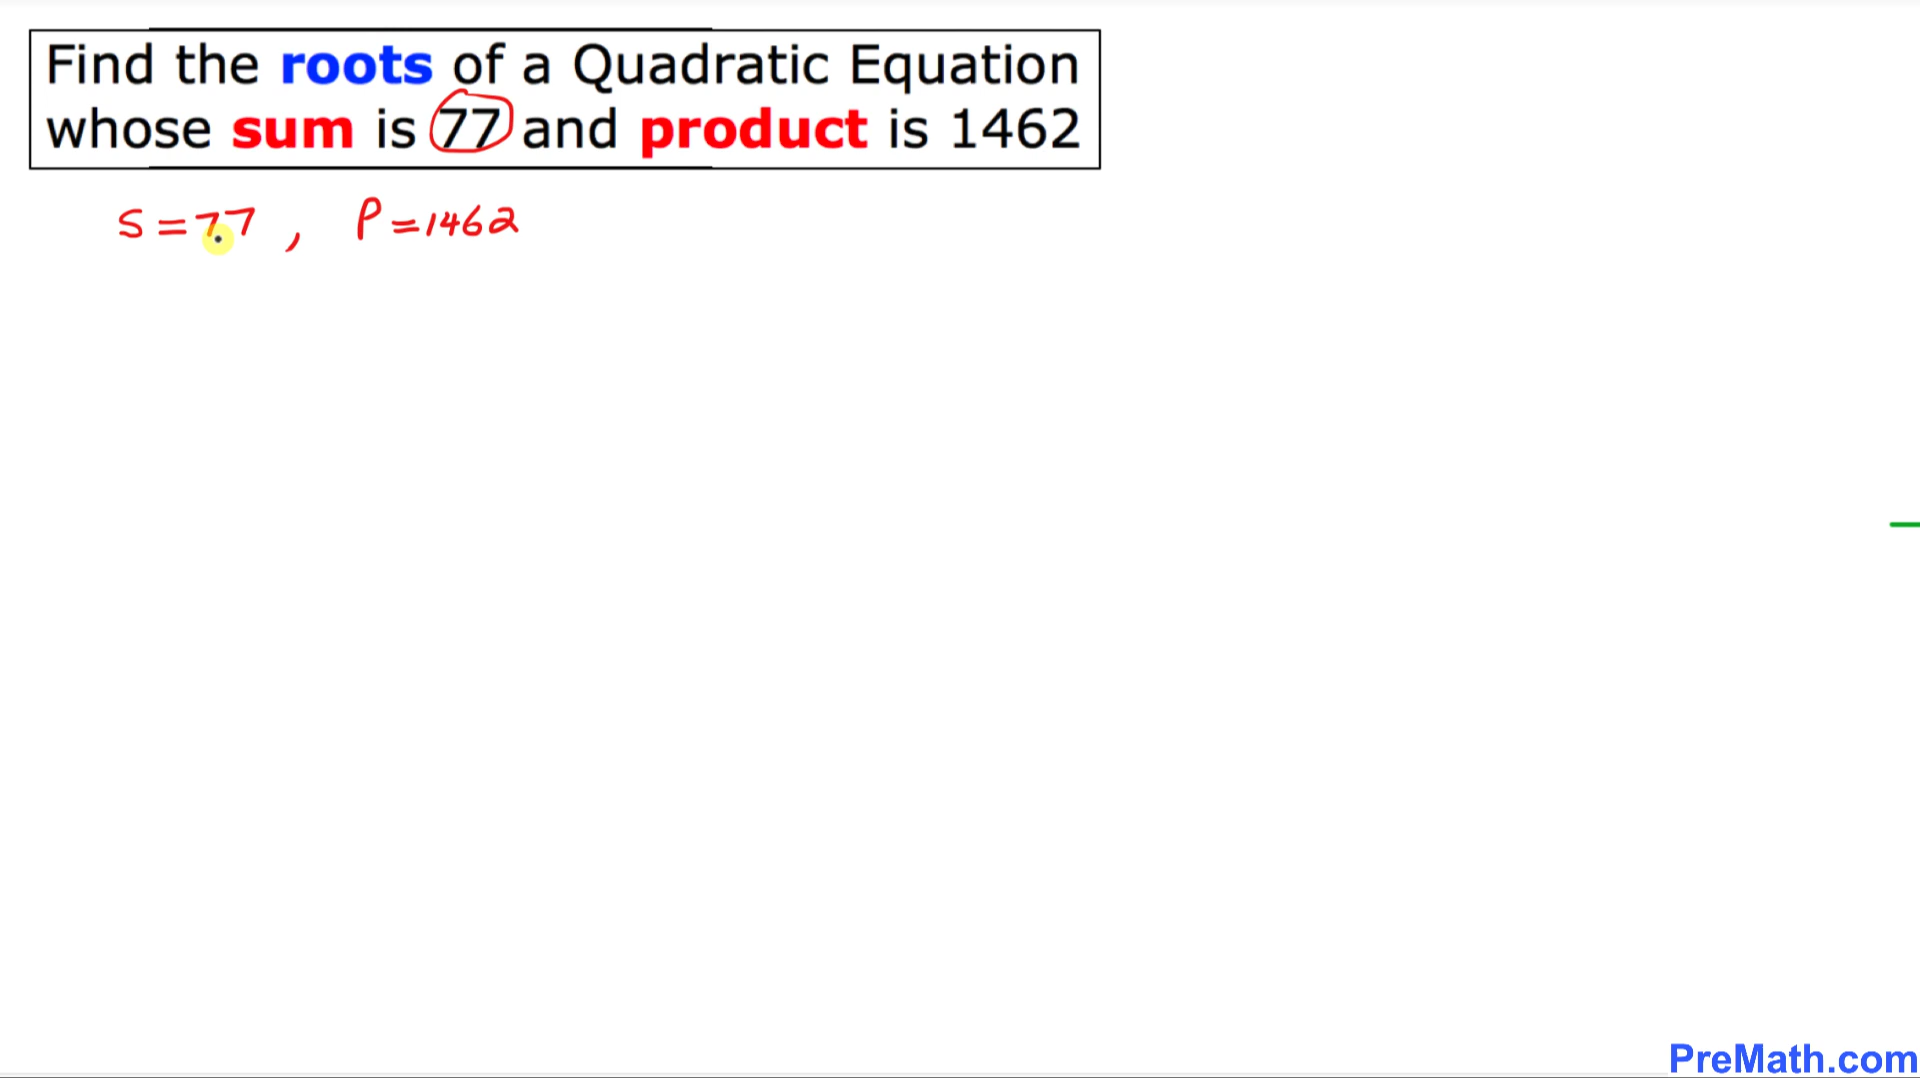 Find the roots of a Quadratic Equation
whose sum is 77 and product is 1462
S = 77 , P = 1462
PreMath.com